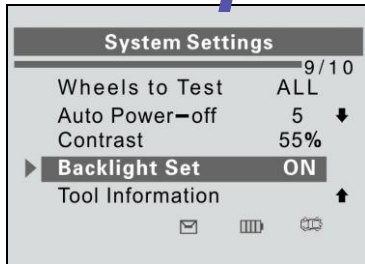 System Settings
9/10
Wheels to Test ALL
Auto Power-off 5
Contrast 55%
Backlight Set ON
Tool Information